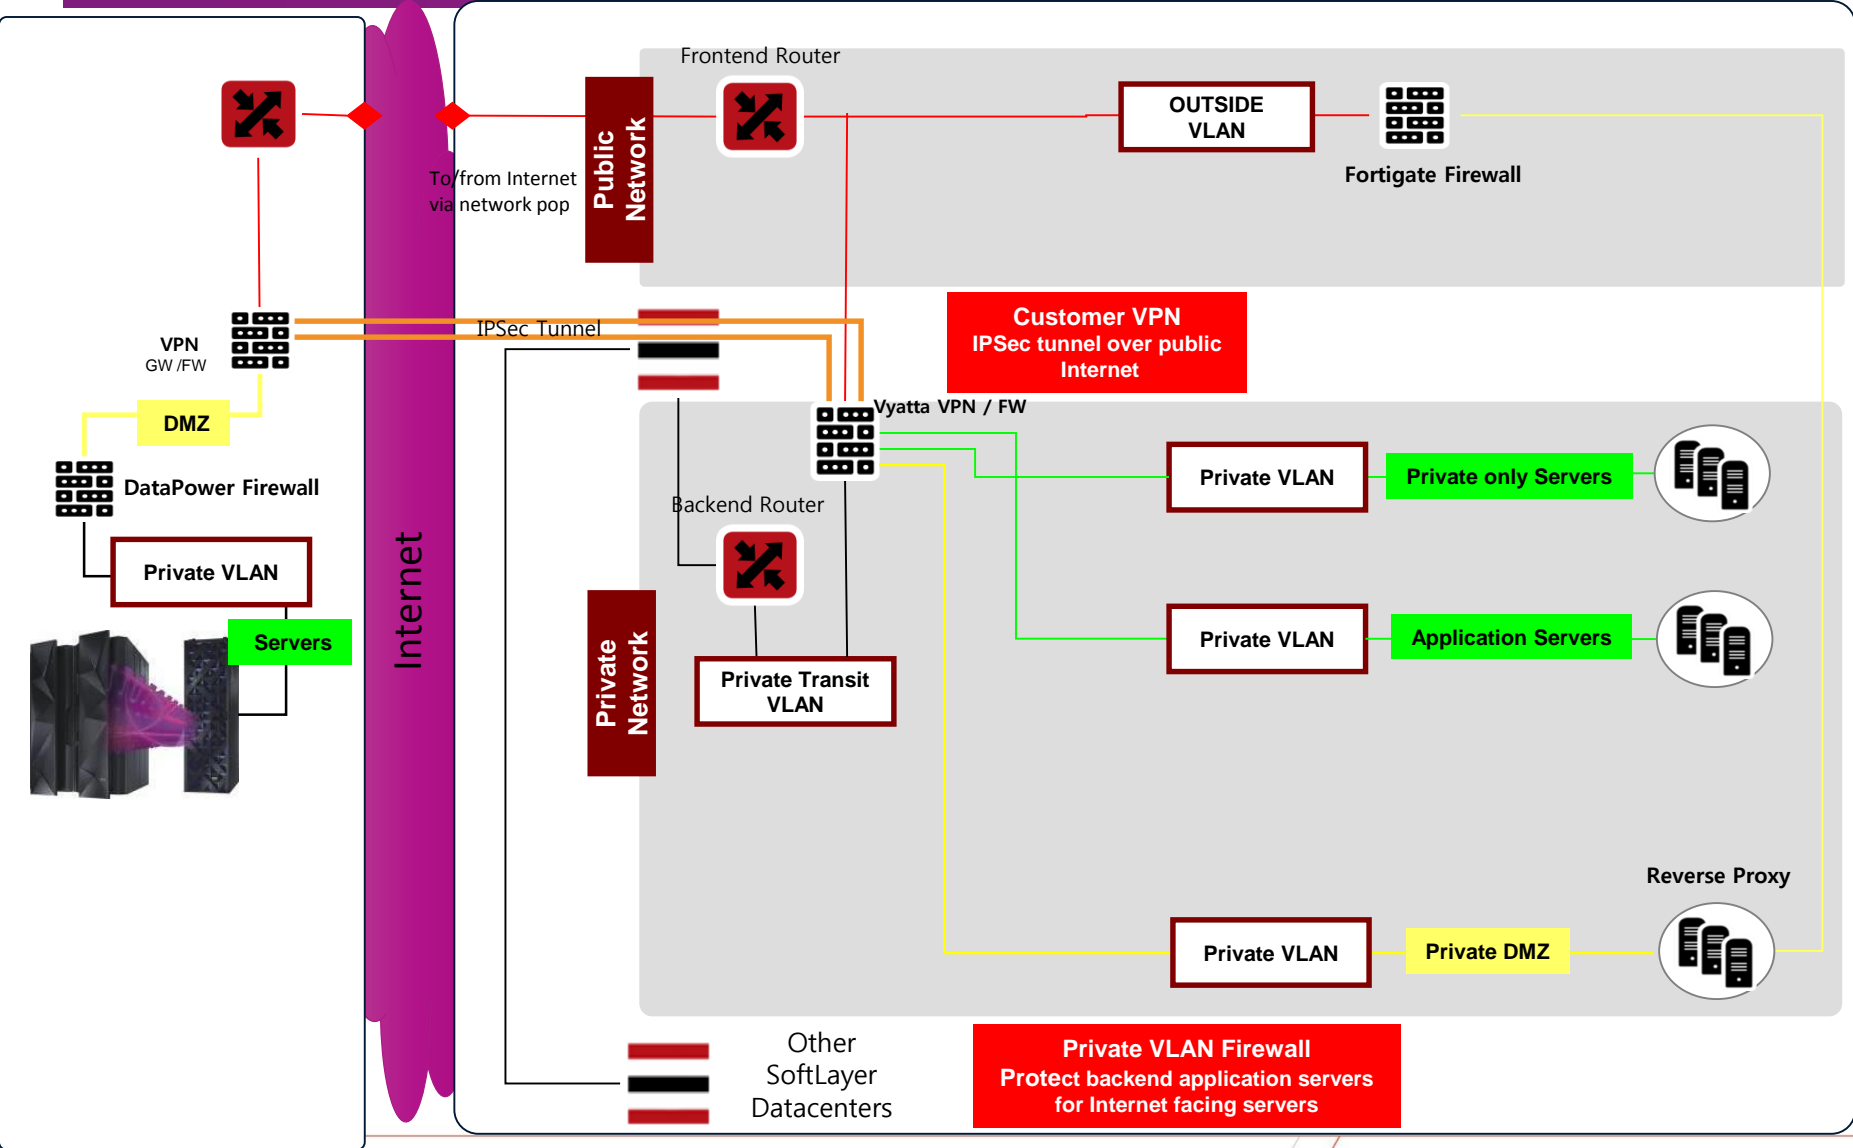 Frontend Router
OUTSIDE
VLAN
Public
Network
To/from Internet
via network pop
Fortigate Firewall
Customer VPN
IPSec tunnel over public
Internet
IPSec Tunnel
VPN
GW /FW
DMZ
Vyatta VPN / FW
DataPower Firewall
Private VLAN
Private only Servers
Backend Router
Internet
Private VLAN
Servers
Private VLAN
Application Servers
Private
Network
Private Transit
VLAN
Reverse Proxy
Private VLAN
Private DMZ
Other
SoftLayer
Datacenters
Private VLAN Firewall
Protect backend application servers
for Internet facing servers